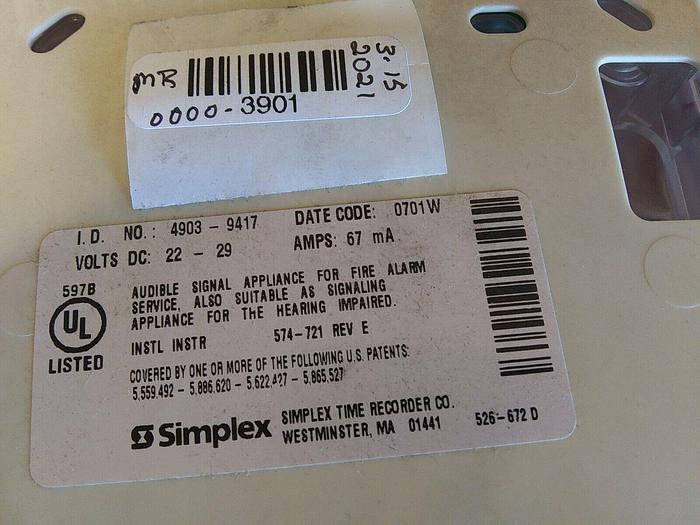 MR
3.15
2021
0000-3901
I. D. NO.: 4903 - 9417 DATE CODE: 0701W
VOLTS DC: 22 - 29 AMPS: 67 mA
597B
UL
LISTED
AUDIBLE SIGNAL APPLIANCE FOR FIRE ALARM
SERVICE, ALSO SUITABLE AS SIGNALING
APPLIANCE FOR ThE HEARING IMPAIRED.
INSTL INSTR 574-721 REV E
COVERED BY ONE OR MORE OF THE FOLLOWING U.S. PATENTS:
5,559,492 - 5,886,620 - 5,622,427 - 5,865,527
Simplex
SIMPLEX TIME RECORDER CO.
WESTMINSTER, MA 01441 526-672 D